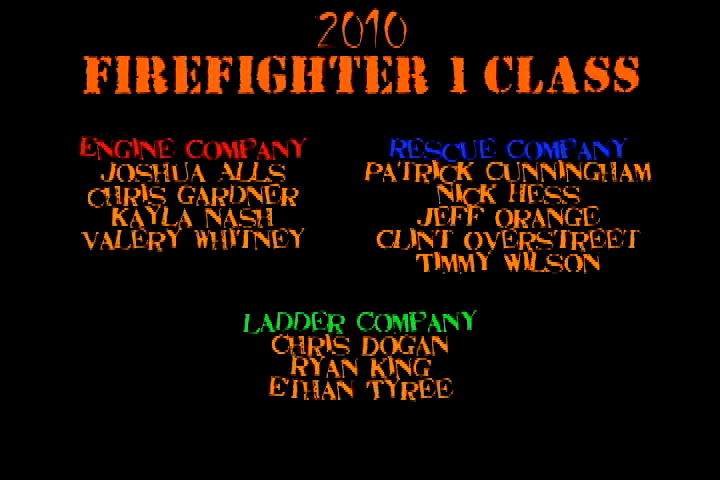 2010
FIREFIGHTER 1 CLASS
ENGINE COMPANY
JOSHUA ALLS
CHRIS GARDNER
KAYLA NASH
VALERY WHITNEY
RESCUE COMPANY
PATRICK CUNNINGHAM
NICK HESS
JEFF ORANGE
CLINT OVERSTREET
TIMMY WILSON
LADDER COMPANY
CHRIS DOGAN
RYAN KING
ETHAN TYREE